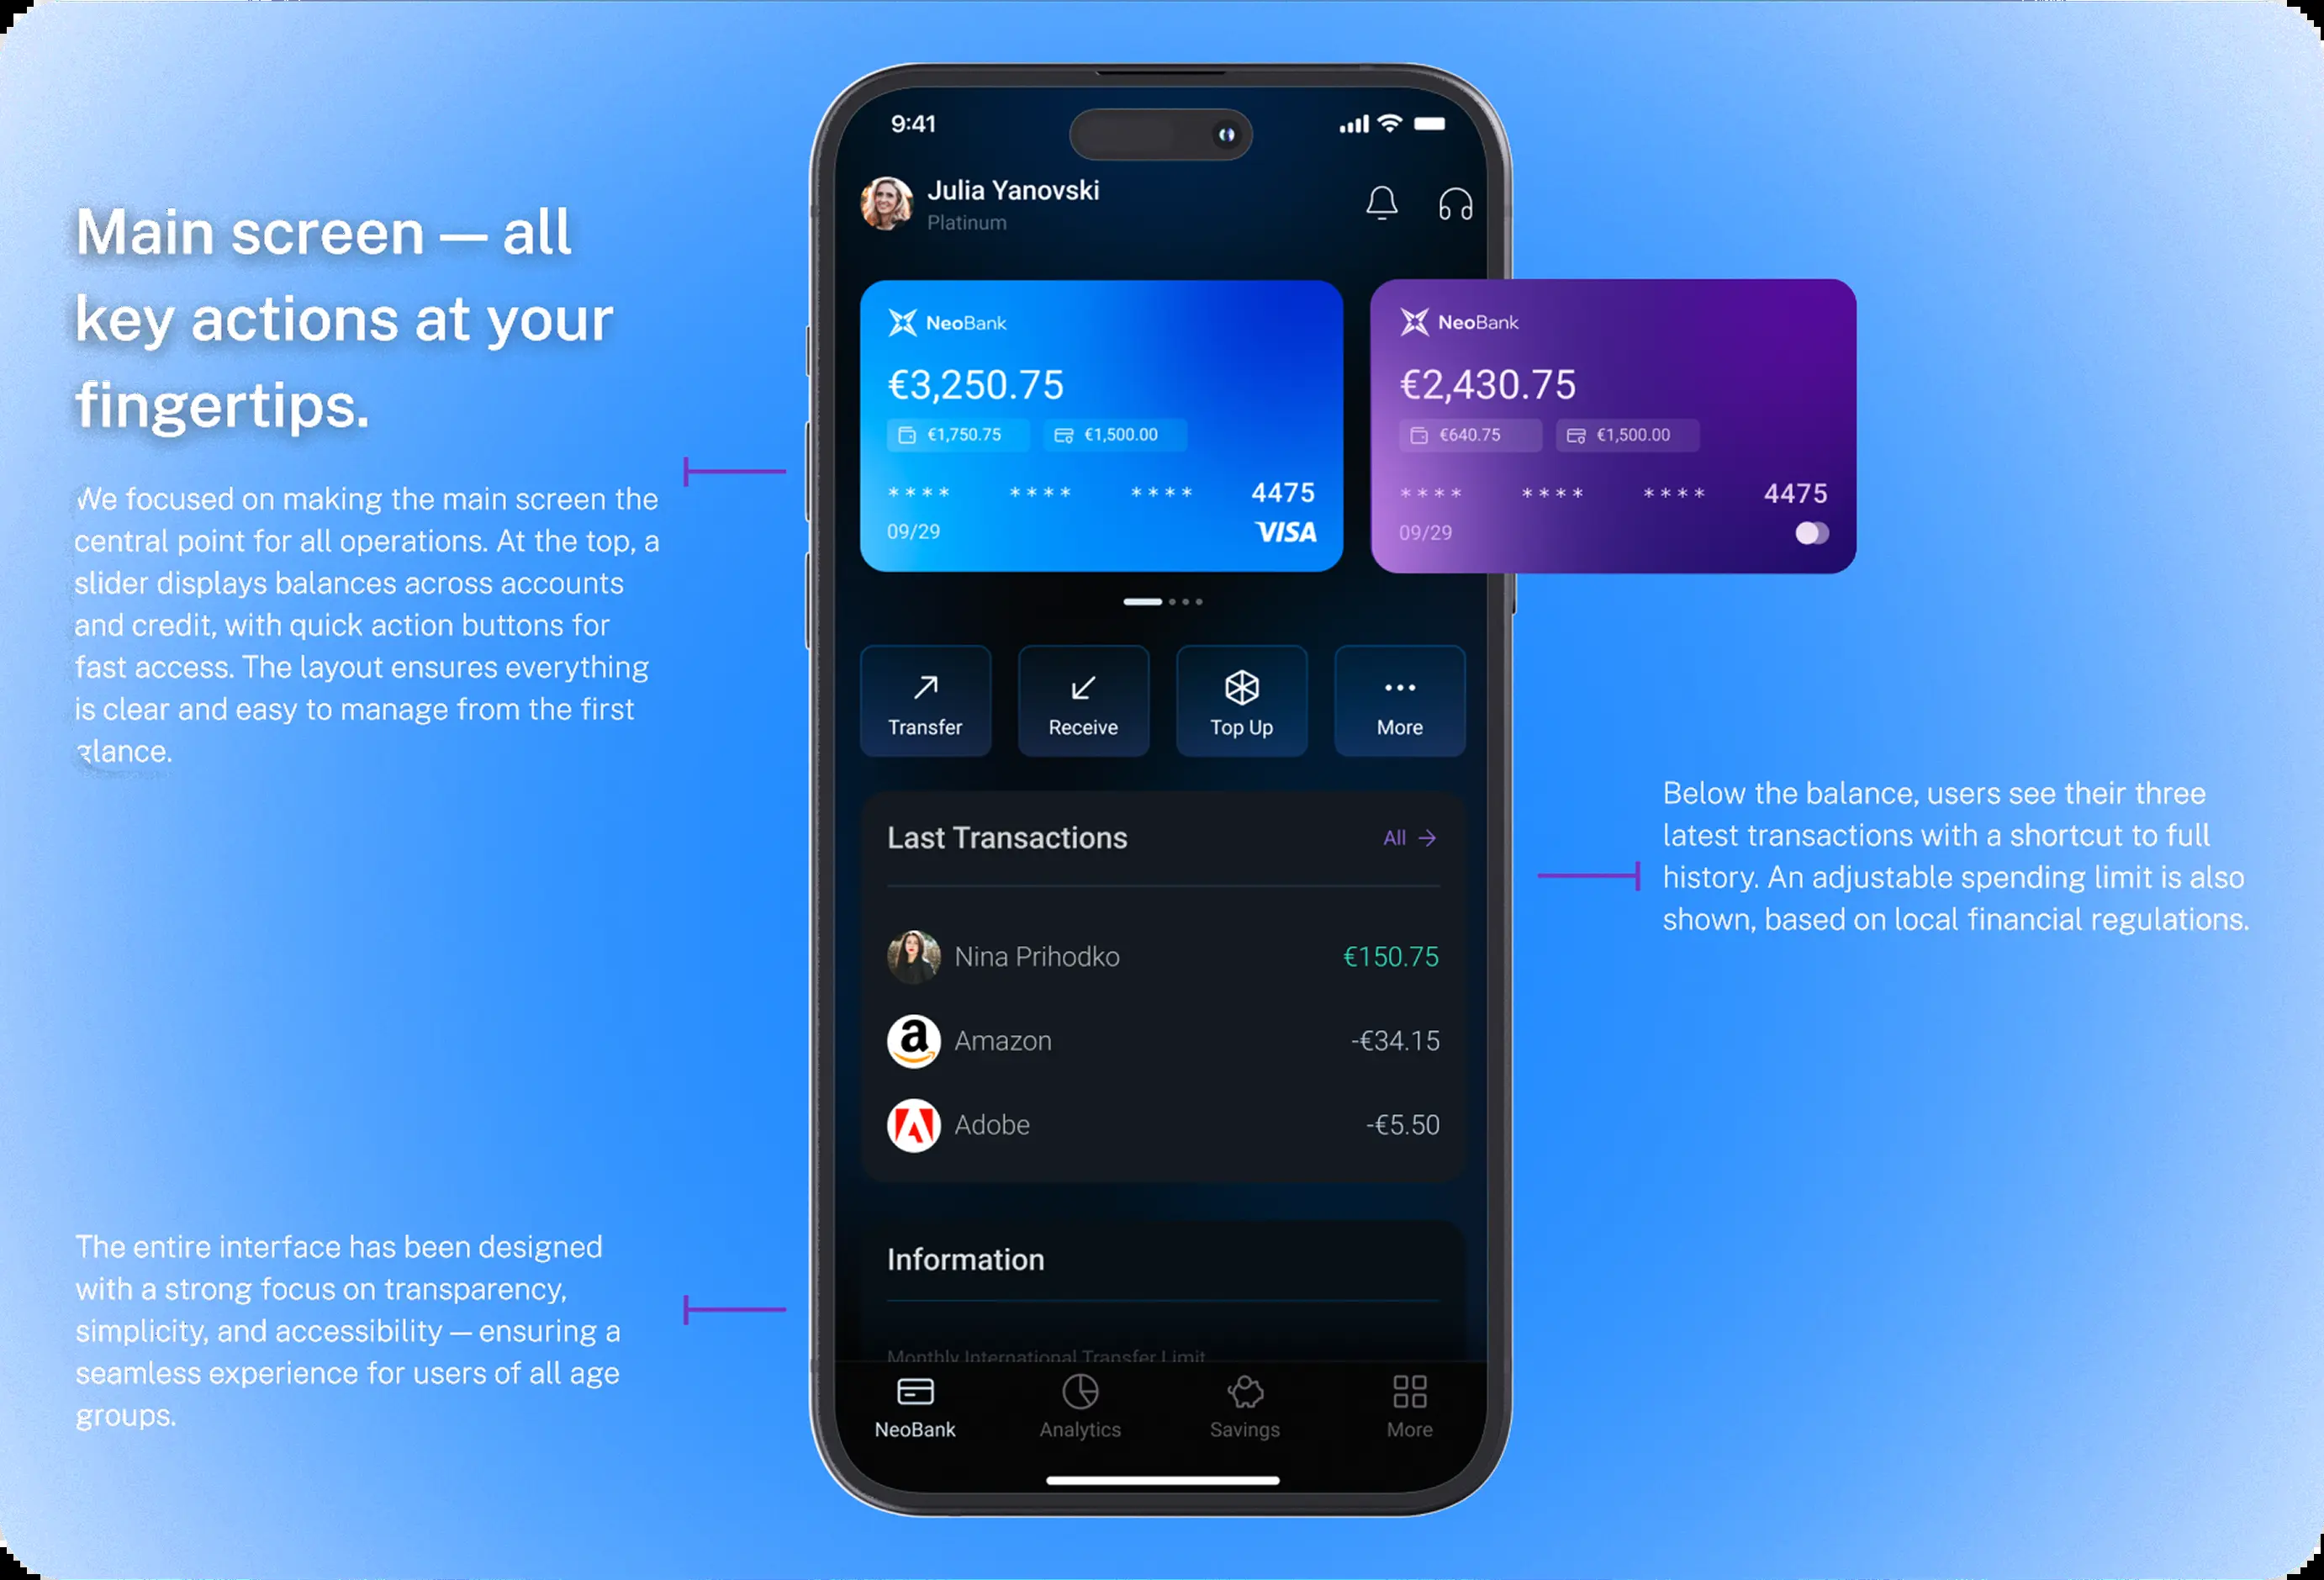 Main screen — all
key actions at your
fingertips.
We focused on making the main screen the
central point for all operations. At the top, a
slider displays balances across accounts
and credit, with quick action buttons for
fast access. The layout ensures everything
is clear and easy to manage from the first
glance.
The entire interface has been designed
with a strong focus on transparency,
simplicity, and accessibility — ensuring a
seamless experience for users of all age
groups.
9:41
Julia Yanovski
Platinum
NeoBank
€3,250.75
€1,750.75 €1,500.00
**** **** **** 4475
09/29 VISA
NeoBank
€2,430.75
€640.75 €1,500.00
**** **** **** 4475
09/29
Transfer Receive Top Up More
Last Transactions All →
Nina Prihodko €150.75
Amazon -€34.15
Adobe -€5.50
Information
Monthly International Transfer Limit
NeoBank Analytics Savings More
Below the balance, users see their three
latest transactions with a shortcut to full
history. An adjustable spending limit is also
shown, based on local financial regulations.